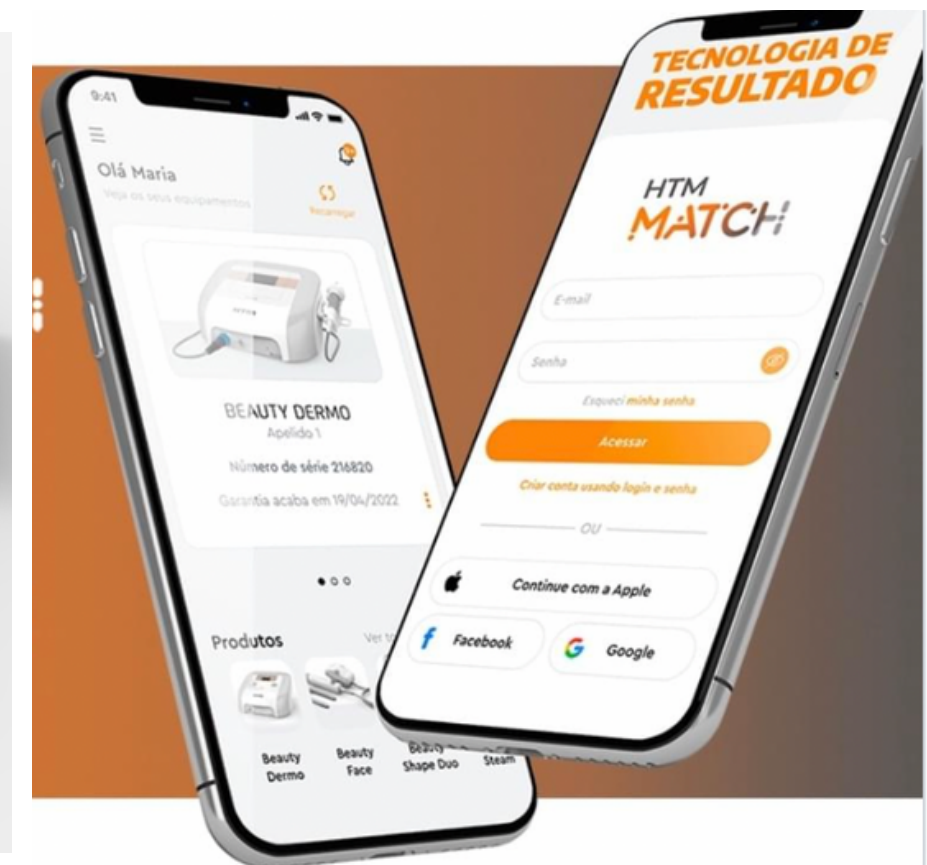 9:41
Olá Maria
Veja os seus equipamentos
Recarregar
BEAUTY DERMO
Apelido 1
Número de série 216820
Garantia acaba em 19/04/2022
Produtos
Ver
Beauty
Dermo
Beauty
Face
Beauty
Shape Duo
Steam
TECNOLOGIA DE
RESULTADO
HTM
MATCH
E-mail
Senha
Esqueci minha senha
Acessar
Criar conta usando login e senha
OU
Continue com a Apple
Facebook
Google